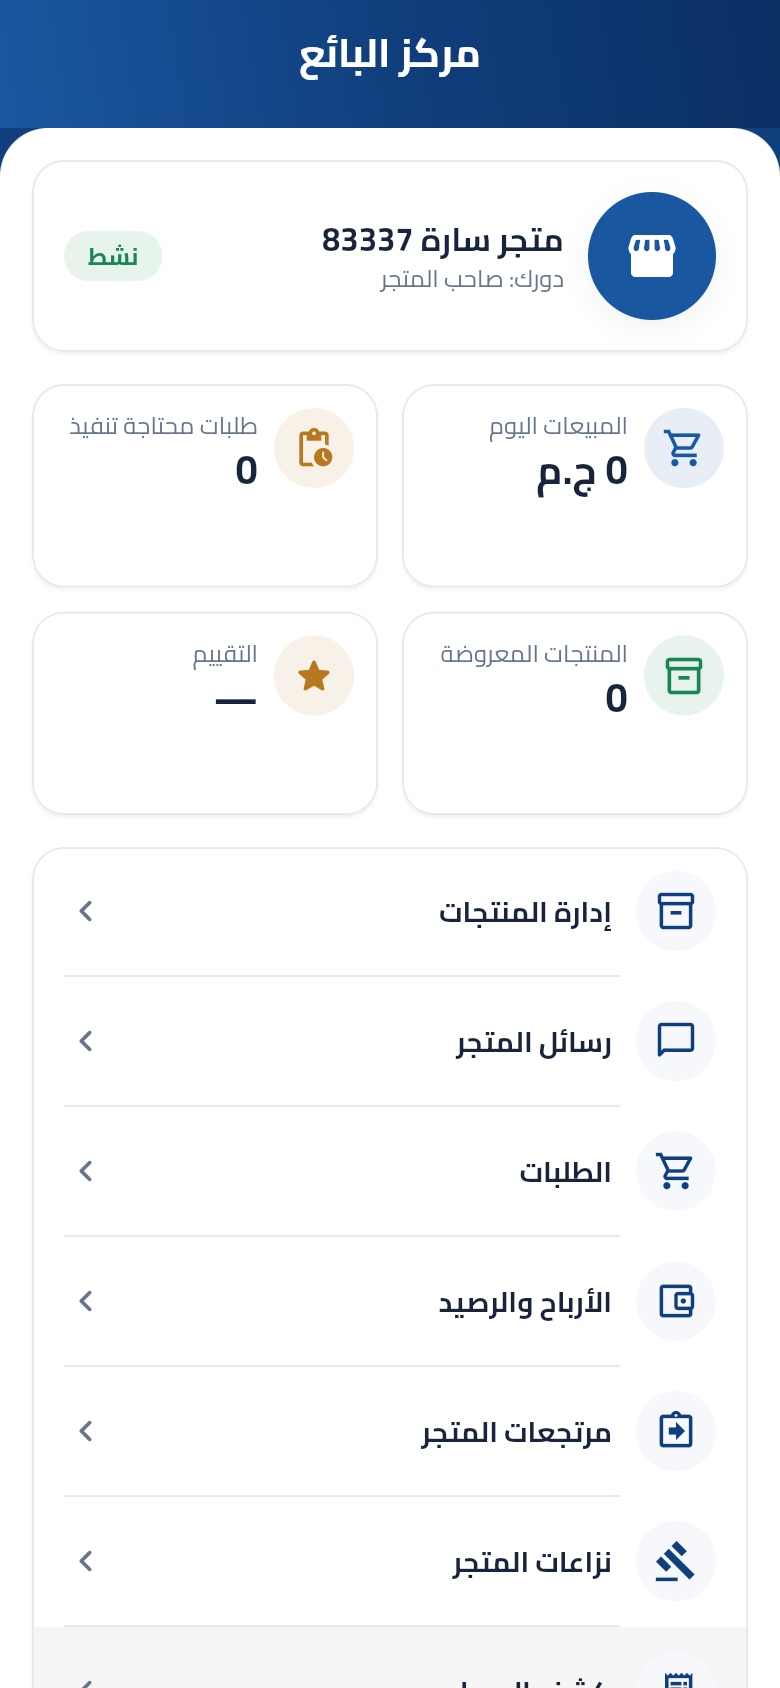 مركز البائع
متجر سارة 83337
دورك: صاحب المتجر
نشط
المبيعات اليوم
0 ج.م
طلبات محتاجة تنفيذ
0
المنتجات المعروضة
0
التقييم
—
إدارة المنتجات
رسائل المتجر
الطلبات
الأرباح والرصيد
مرتجعات المتجر
نزاعات المتجر